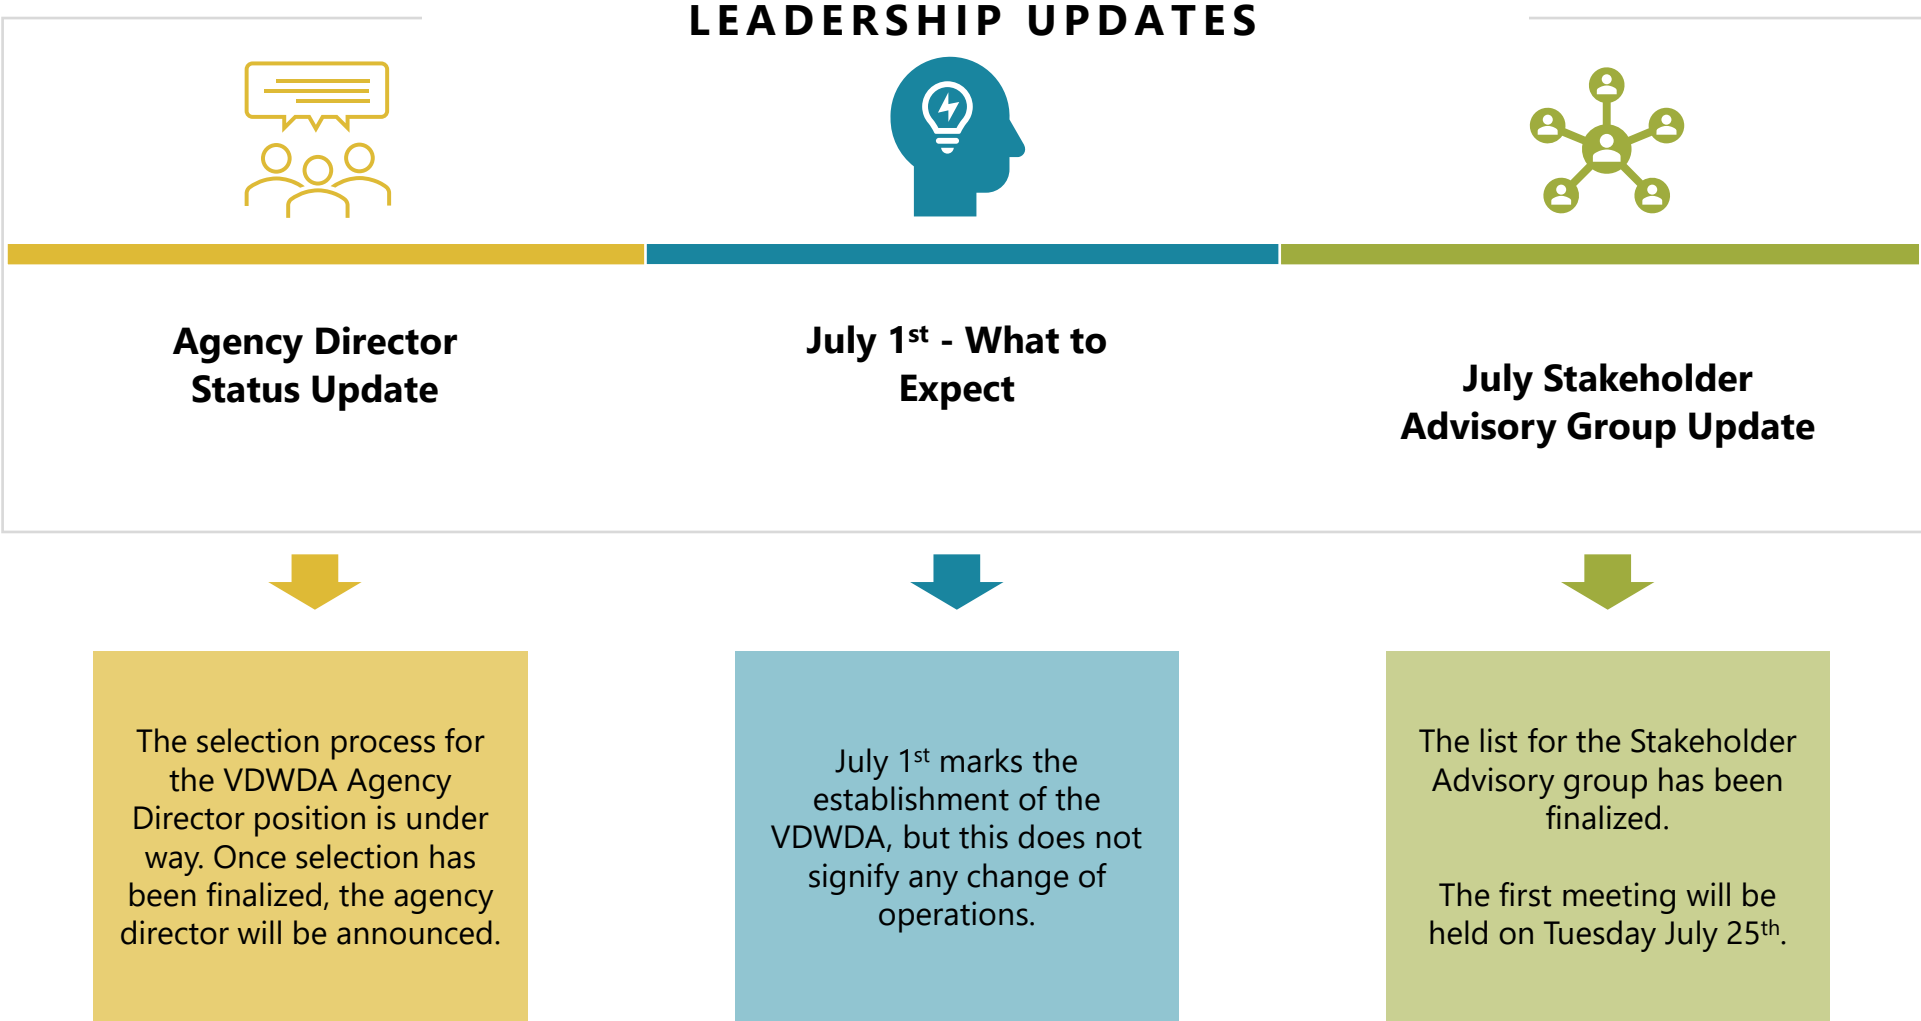 LEADERSHIP UPDATES
Agency Director
Status Update
July 1st - What to
Expect
July Stakeholder
Advisory Group Update
The selection process for
the VDWDA Agency
Director position is under
way. Once selection has
been finalized, the agency
director will be announced.
July 1st marks the
establishment of the
VDWDA, but this does not
signify any change of
operations.
The list for the Stakeholder
Advisory group has been
finalized.
The first meeting will be
held on Tuesday July 25th.